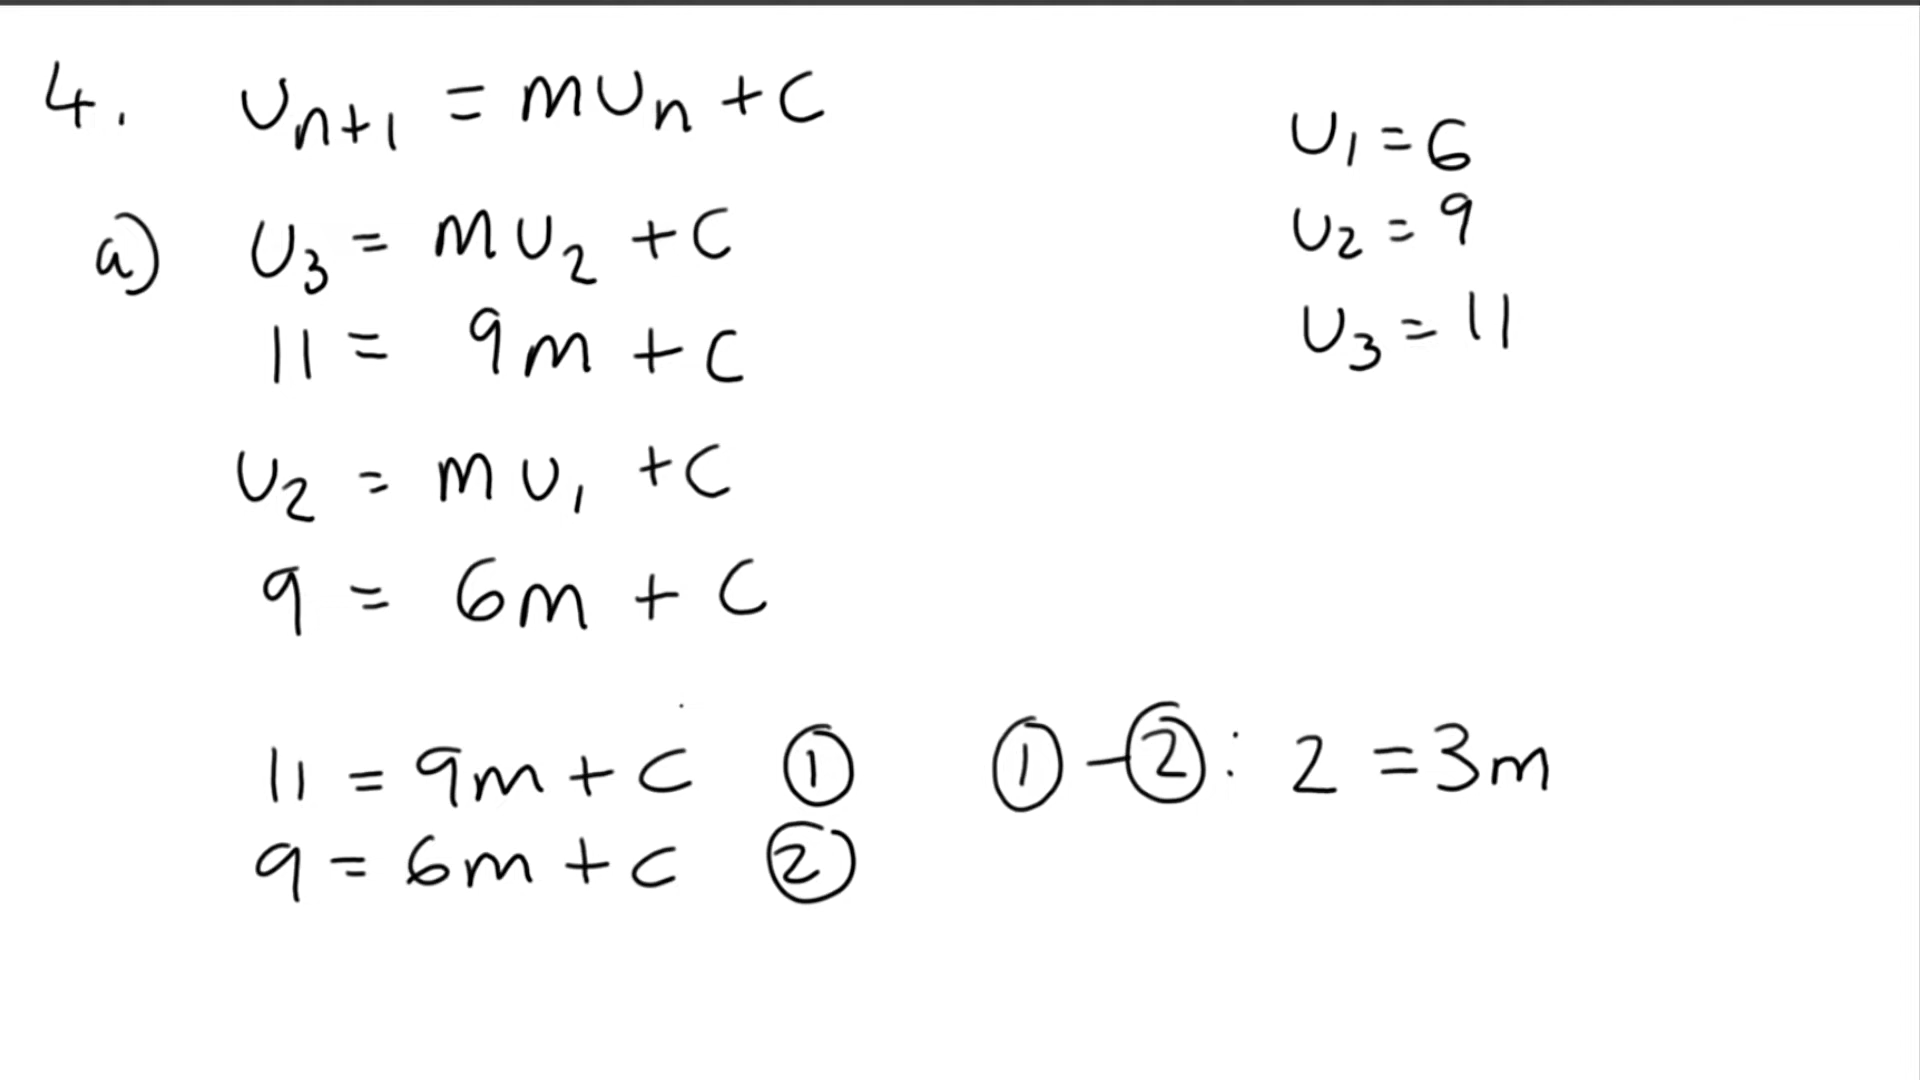 4. Un+1 = mUn + C
U1 = 6
U2 = 9
U3 = 11
a) U3 = mU2 + C
11 = 9m + C
U2 = mU1 + C
9 = 6m + C
11 = 9m + C ①
9 = 6m + C ②
① - ② : 2 = 3m